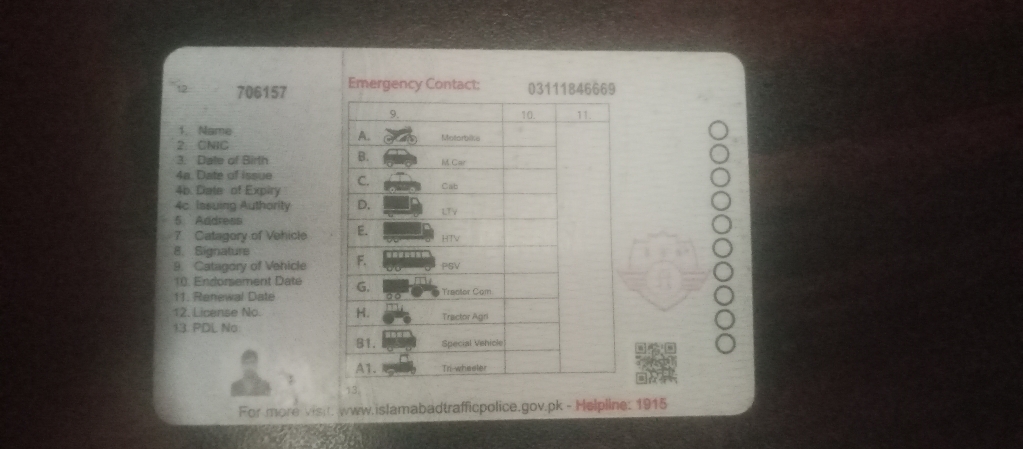 12. 706157
Emergency Contact: 03111846669
1. Name
2. CNIC
3. Date of Birth
4a. Date of Issue
4b. Date of Expiry
4c. Issuing Authority
5. Address
7. Catagory of Vehicle
8. Signature
9. Catagory of Vehicle
10. Endorsement Date
11. Renewal Date
12. License No.
13. PDL No.
9. 10. 11.
A. Motorbike
B. M.Car
C. Cab
D. LTV
E. HTV
F. PSV
G. Tractor Com.
H. Tractor Agri
B1. Special Vehicle
A1. Tri-wheeler
13.
For more visit: www.islamabadtrafficpolice.gov.pk - Helpline: 1915